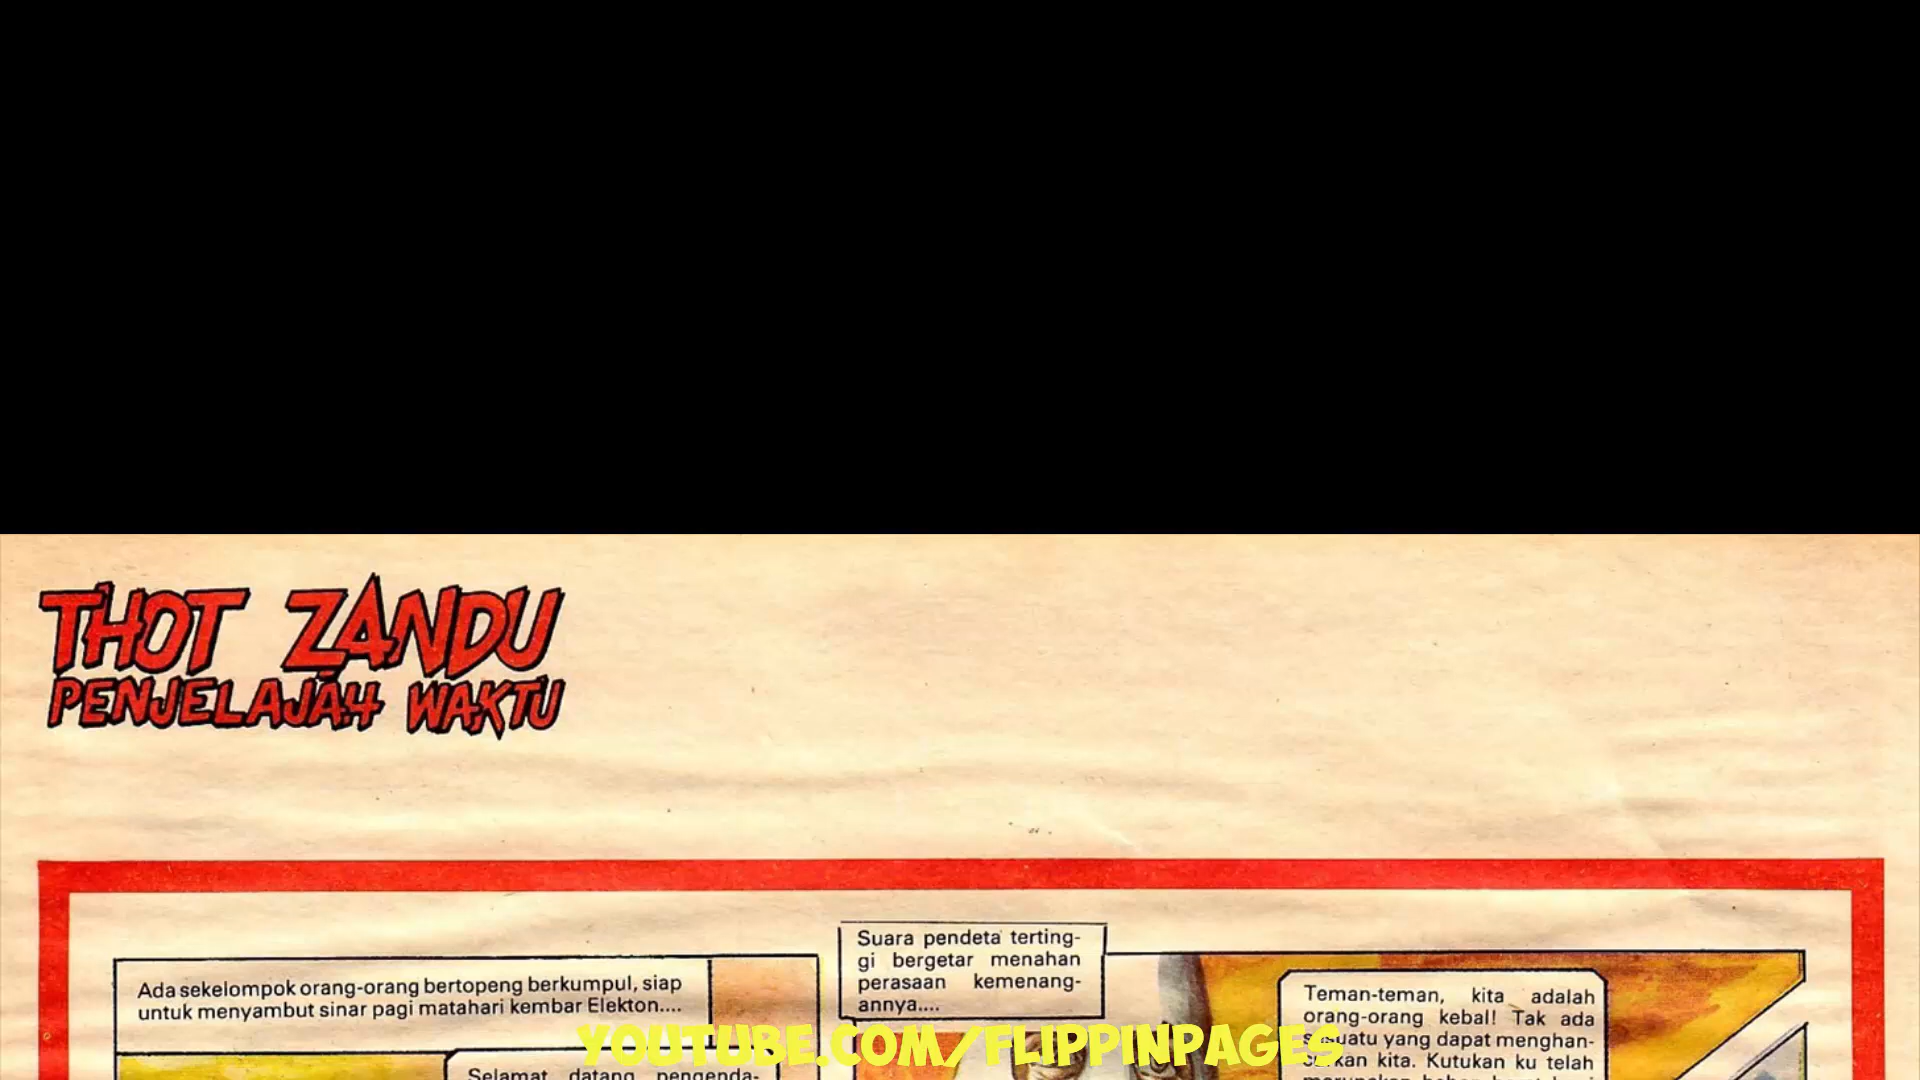 THOT ZANDU
PENJELAJAH WAKTU
Ada sekelompok orang-orang bertopeng berkumpul, siap
untuk menyambut sinar pagi matahari kembar Elekton....
Selamat datang pengenda-
Suara pendeta terting-
gi bergetar menahan
perasaan kemenang-
annya....
Teman-teman, kita adalah
orang-orang kebal! Tak ada
sesuatu yang dapat menghan-
kan kita. Kutukan ku telah
YOUTUBE.COM/FLIPPINPAGES